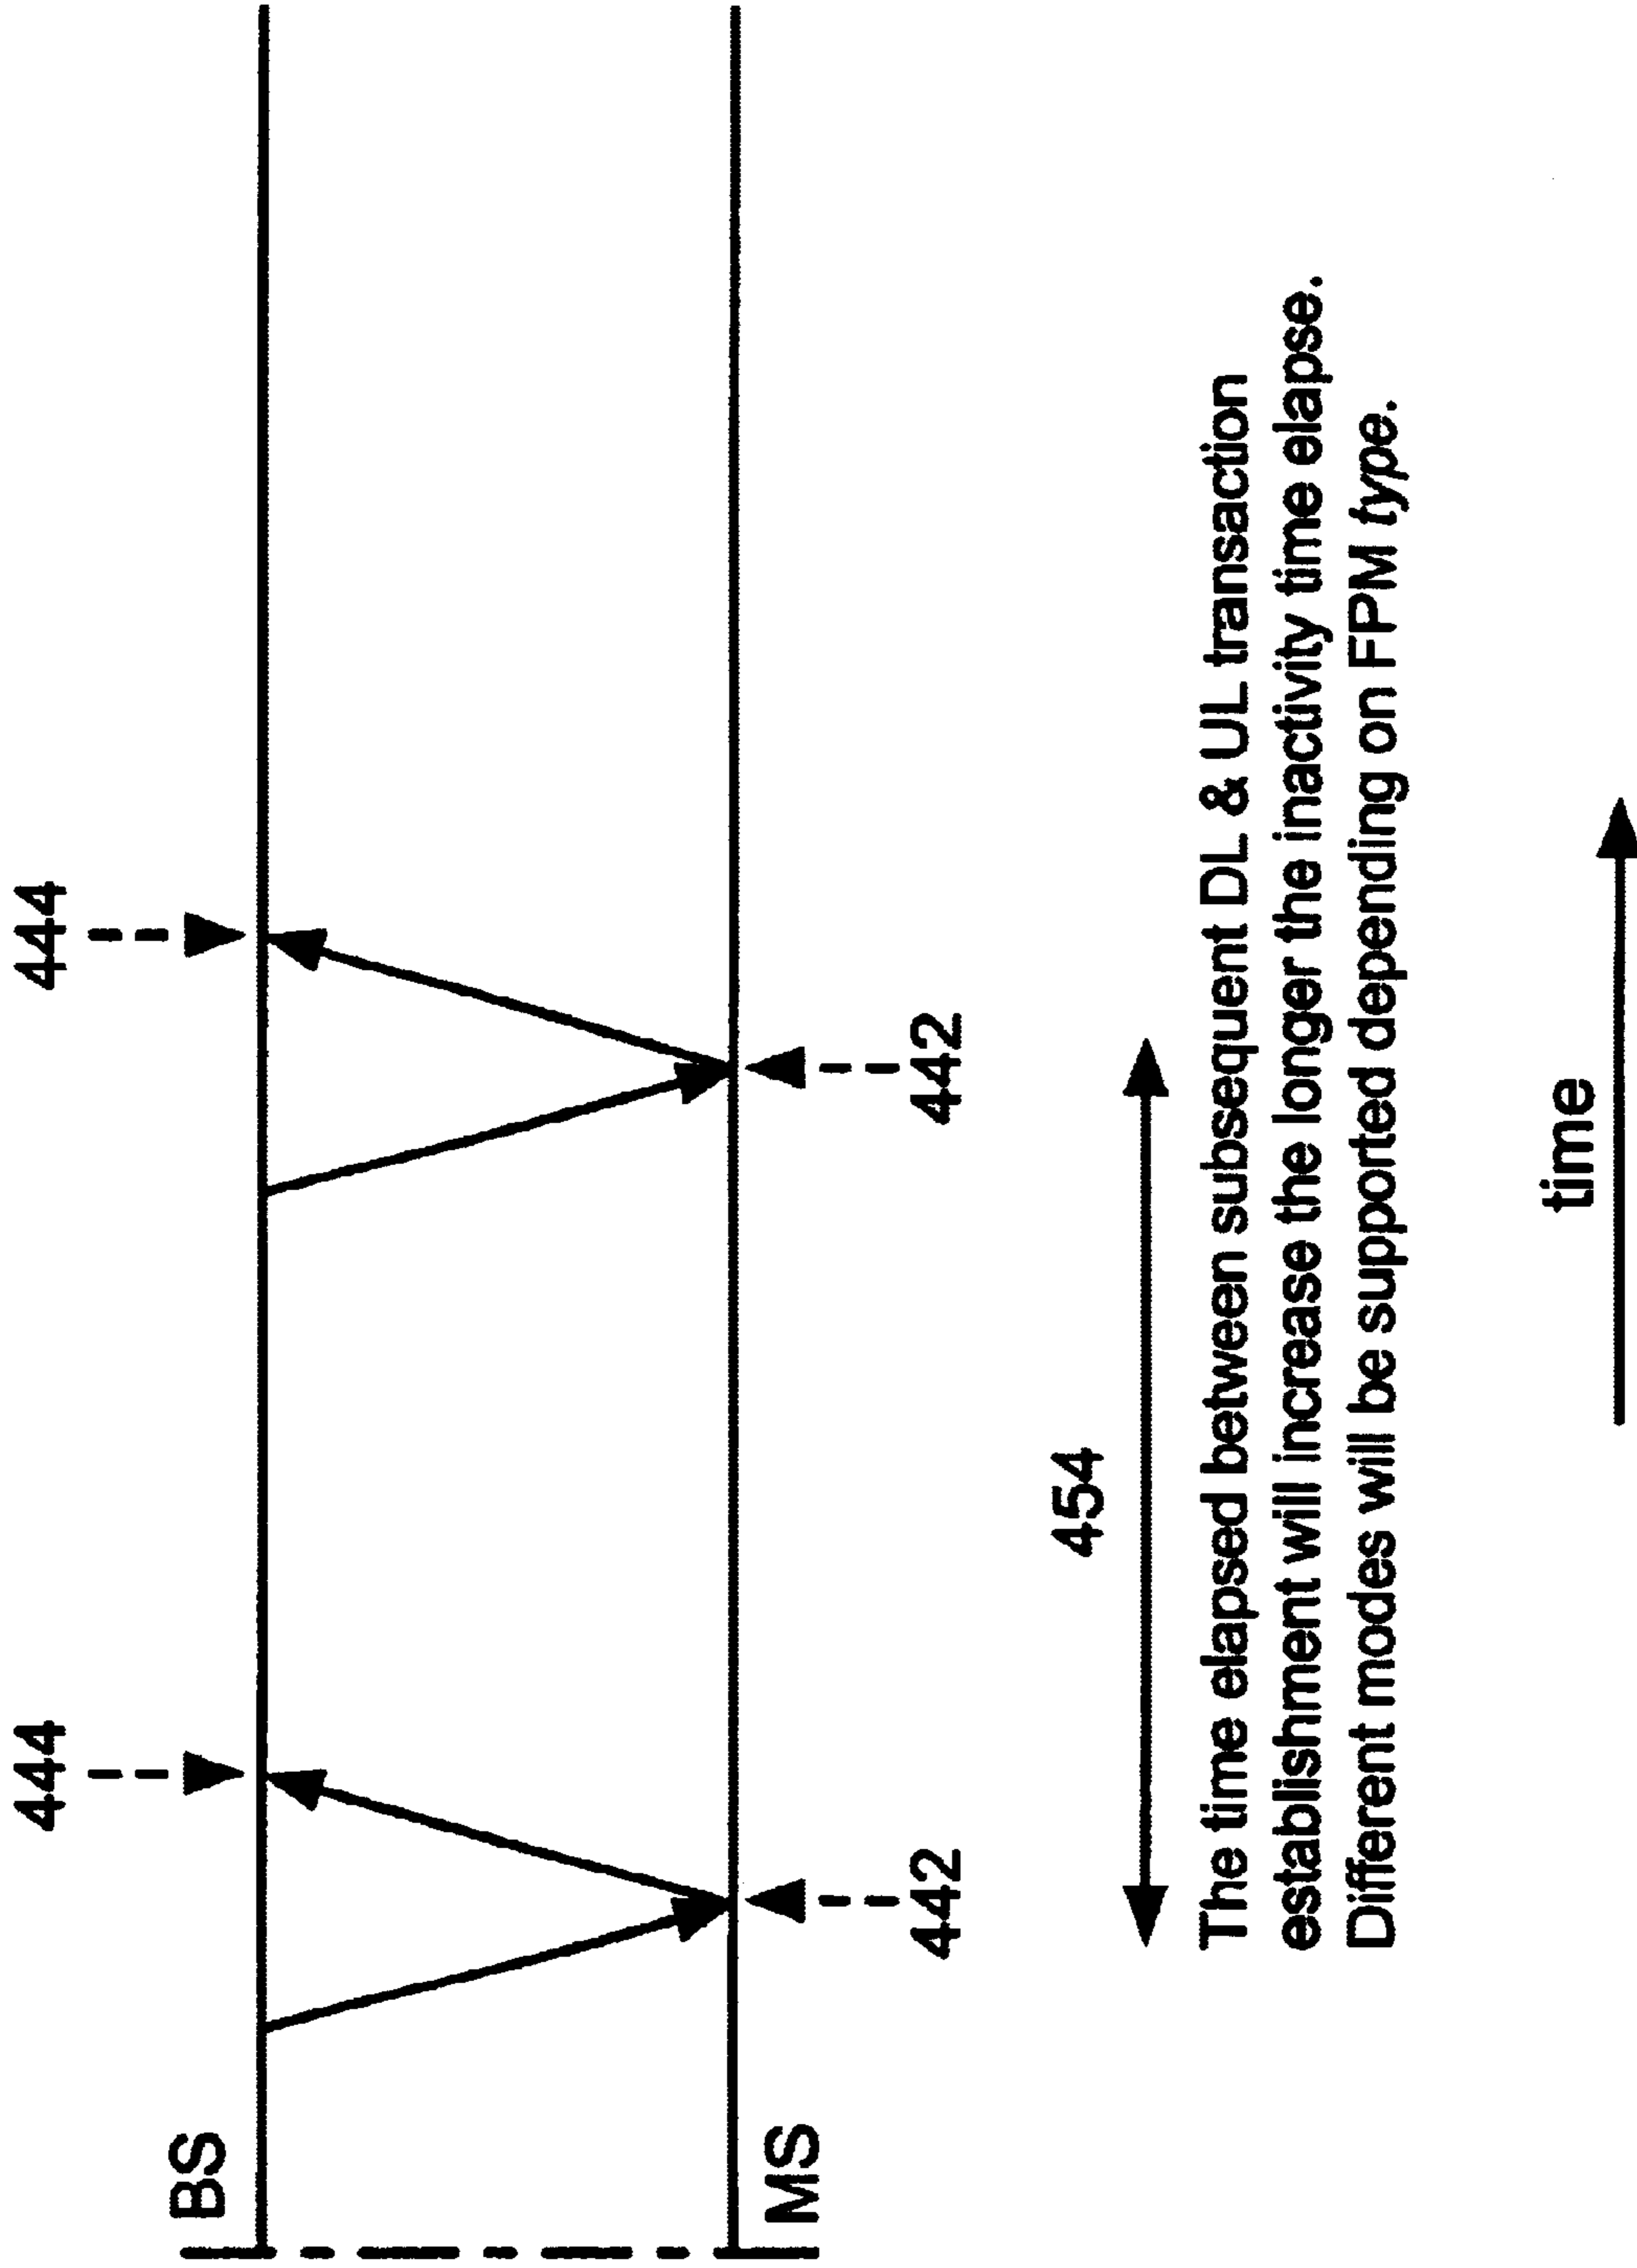 444
444
BS
MS
442
442
454
The time elapsed between subsequent DL & UL transaction
establishment will increase the longer the inactivity time elapse.
Different modes will be supported depending on FPM type.
time